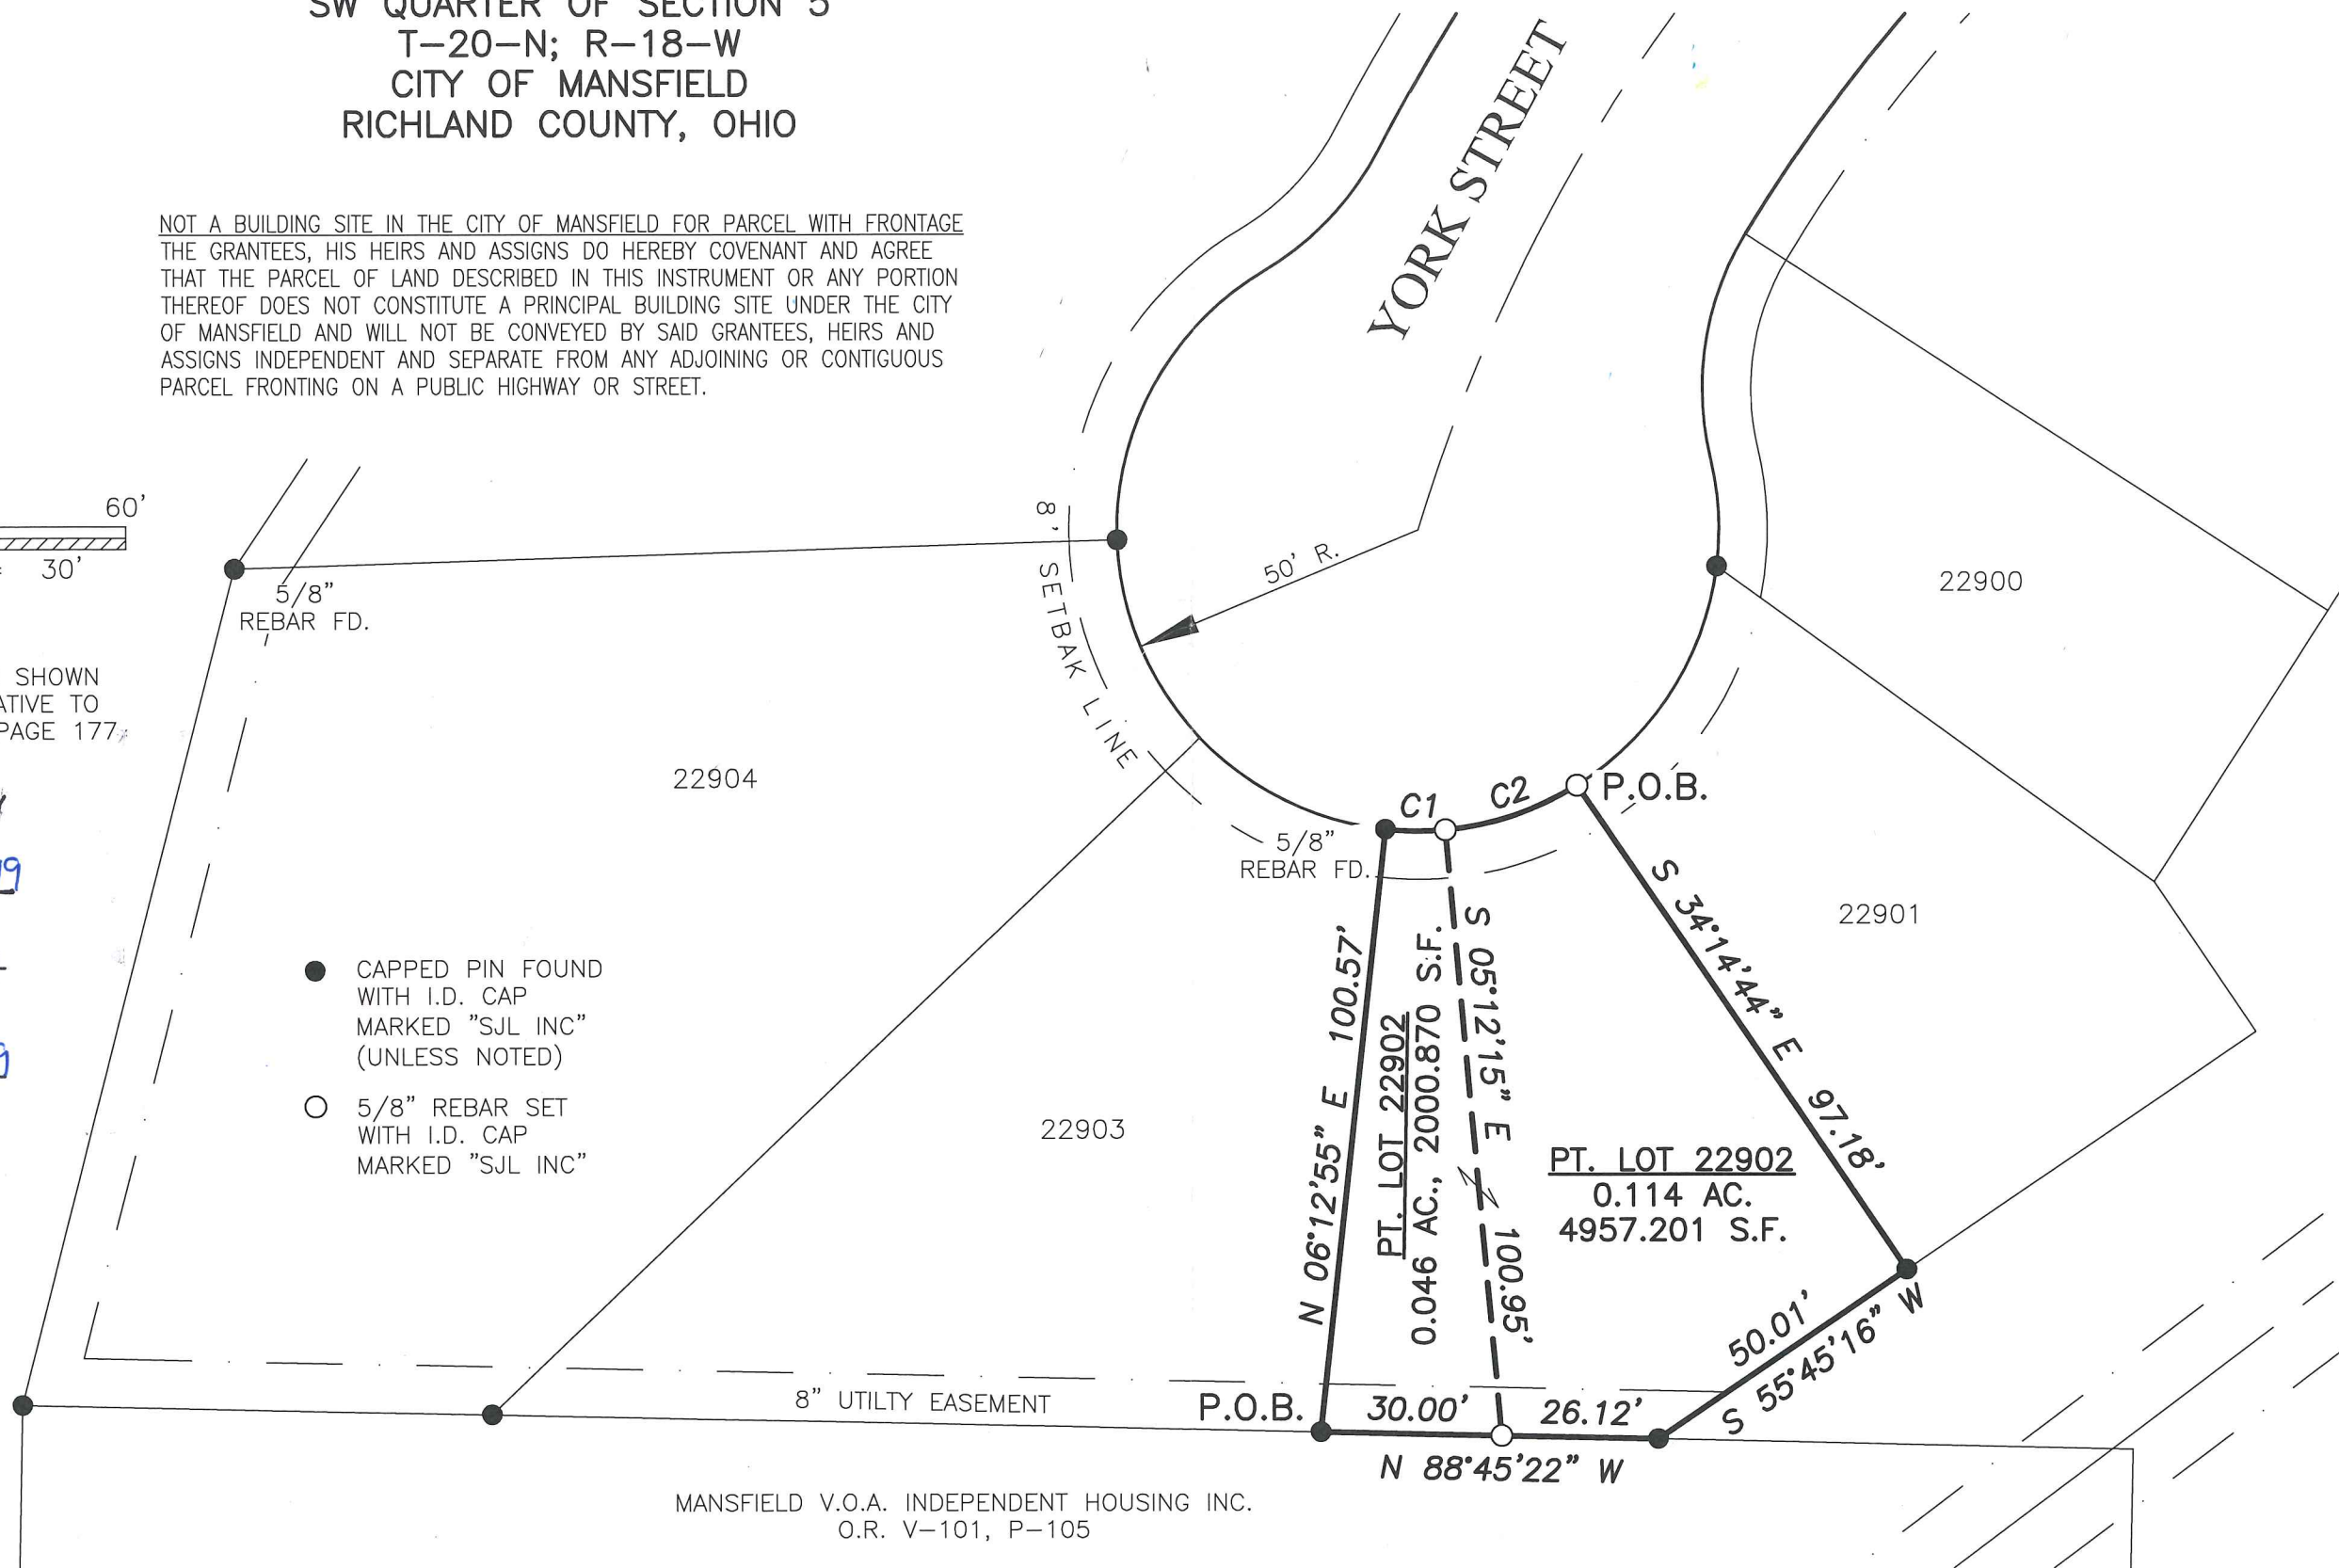 SW QUARTER OF SECTION 5
T-20-N; R-18-W
CITY OF MANSFIELD
RICHLAND COUNTY, OHIO
NOT A BUILDING SITE IN THE CITY OF MANSFIELD FOR PARCEL WITH FRONTAGE
THE GRANTEES, HIS HEIRS AND ASSIGNS DO HEREBY COVENANT AND AGREE
THAT THE PARCEL OF LAND DESCRIBED IN THIS INSTRUMENT OR ANY PORTION
THEREOF DOES NOT CONSTITUTE A PRINCIPAL BUILDING SITE UNDER THE CITY
OF MANSFIELD AND WILL NOT BE CONVEYED BY SAID GRANTEES, HEIRS AND
ASSIGNS INDEPENDENT AND SEPARATE FROM ANY ADJOINING OR CONTIGUOUS
PARCEL FRONTING ON A PUBLIC HIGHWAY OR STREET.
YORK STREET
60'
30'
5/8"
REBAR FD.
8' SETBAK LINE
50' R.
22900
SHOWN
ATIVE TO
PAGE 177
22904
C1
C2
P.O.B.
5/8"
REBAR FD.
19
22901
CAPPED PIN FOUND
WITH I.D. CAP
MARKED "SJL INC"
(UNLESS NOTED)
5/8" REBAR SET
WITH I.D. CAP
MARKED "SJL INC"
9
22903
N 06°12'55" E 100.57'
PT. LOT 22902
0.046 AC., 2000.870 S.F.
S 05°12'15" E 100.95'
S 34°14'44" E 97.18'
PT. LOT 22902
0.114 AC.
4957.201 S.F.
50.01'
S 55°45'16" W
8" UTILTY EASEMENT
P.O.B.
30.00'
26.12'
N 88°45'22" W
MANSFIELD V.O.A. INDEPENDENT HOUSING INC.
O.R. V-101, P-105